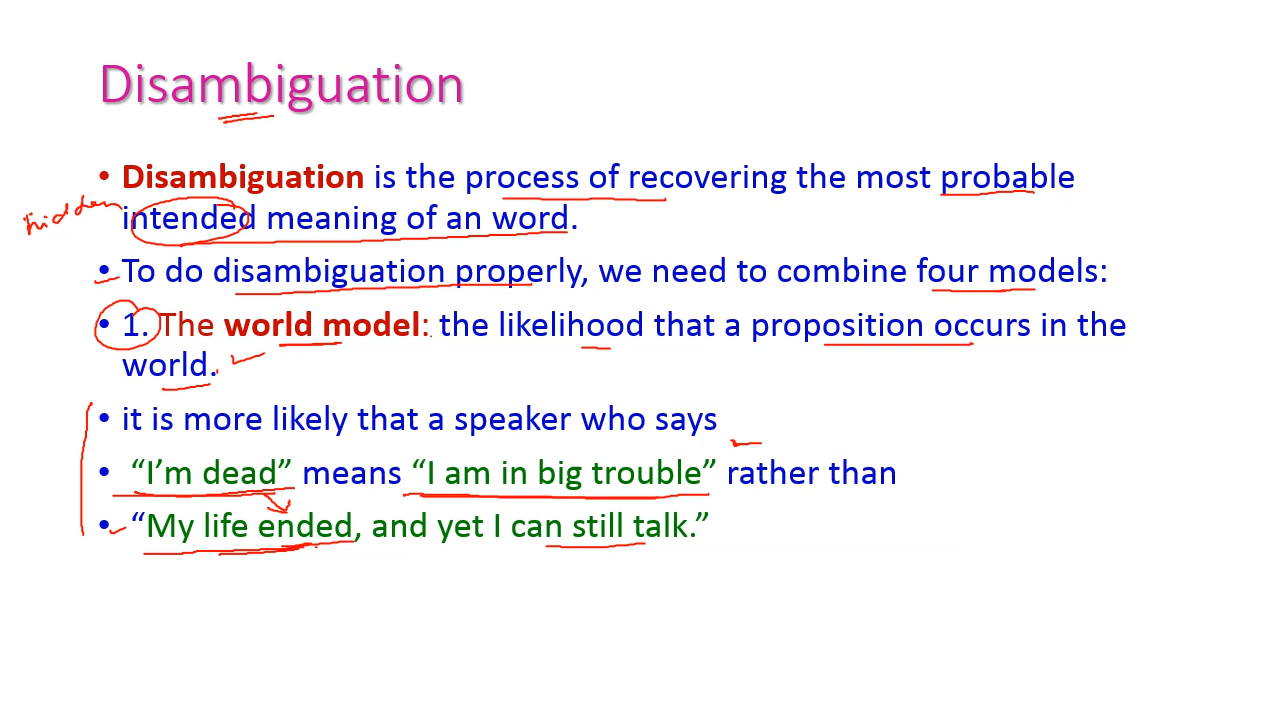 Disambiguation
• Disambiguation is the process of recovering the most probable
hidden
intended meaning of an word.
• To do disambiguation properly, we need to combine four models:
• 1. The world model: the likelihood that a proposition occurs in the
world.
• it is more likely that a speaker who says
• “I’m dead” means “I am in big trouble” rather than
• “My life ended, and yet I can still talk.”